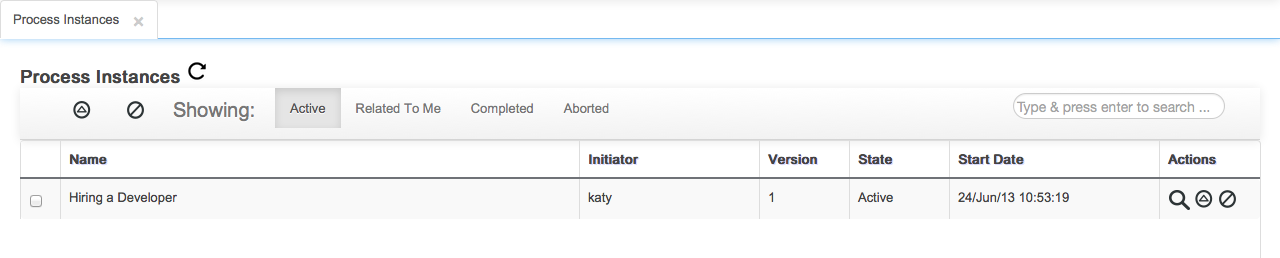 Process Instances
Process Instances
Showing: Active Related To Me Completed Aborted Type & press enter to search ...
Name Initiator Version State Start Date Actions
Hiring a Developer katy 1 Active 24/Jun/13 10:53:19